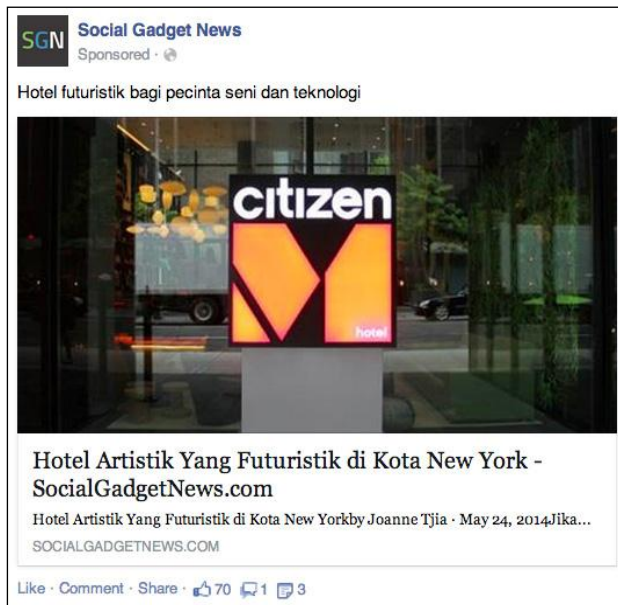 SGN
Social Gadget News
Sponsored ·
Hotel futuristik bagi pecinta seni dan teknologi
citizen
M
hotel
Hotel Artistik Yang Futuristik di Kota New York -
SocialGadgetNews.com
Hotel Artistik Yang Futuristik di Kota New Yorkby Joanne Tjia · May 24, 2014Jika...
SOCIALGADGETNEWS.COM
Like · Comment · Share · 70 1 3